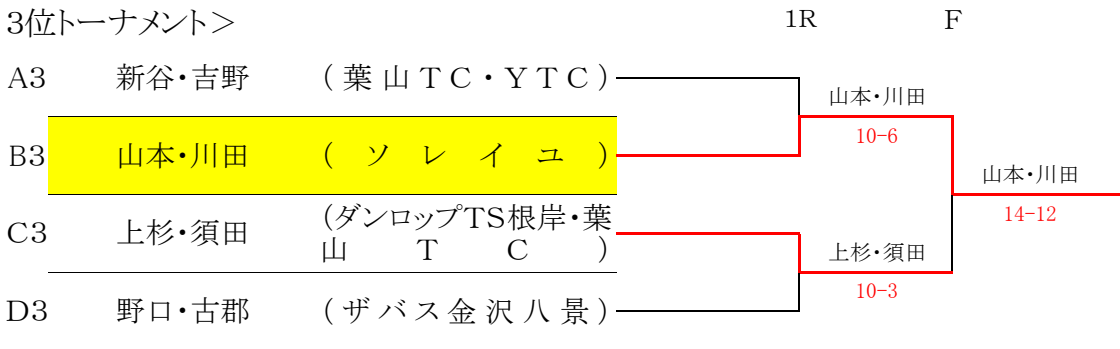 3位トーナメント＞ 1R F
A3 新谷・吉野 (葉山TC・YTC)
山本・川田
10-6
B3 山本・川田 (ソレイユ)
山本・川田
14-12
C3 上杉・須田 (ダンロップTS根岸・葉
山TC)
上杉・須田
10-3
D3 野口・古郡 (ザバス金沢八景)